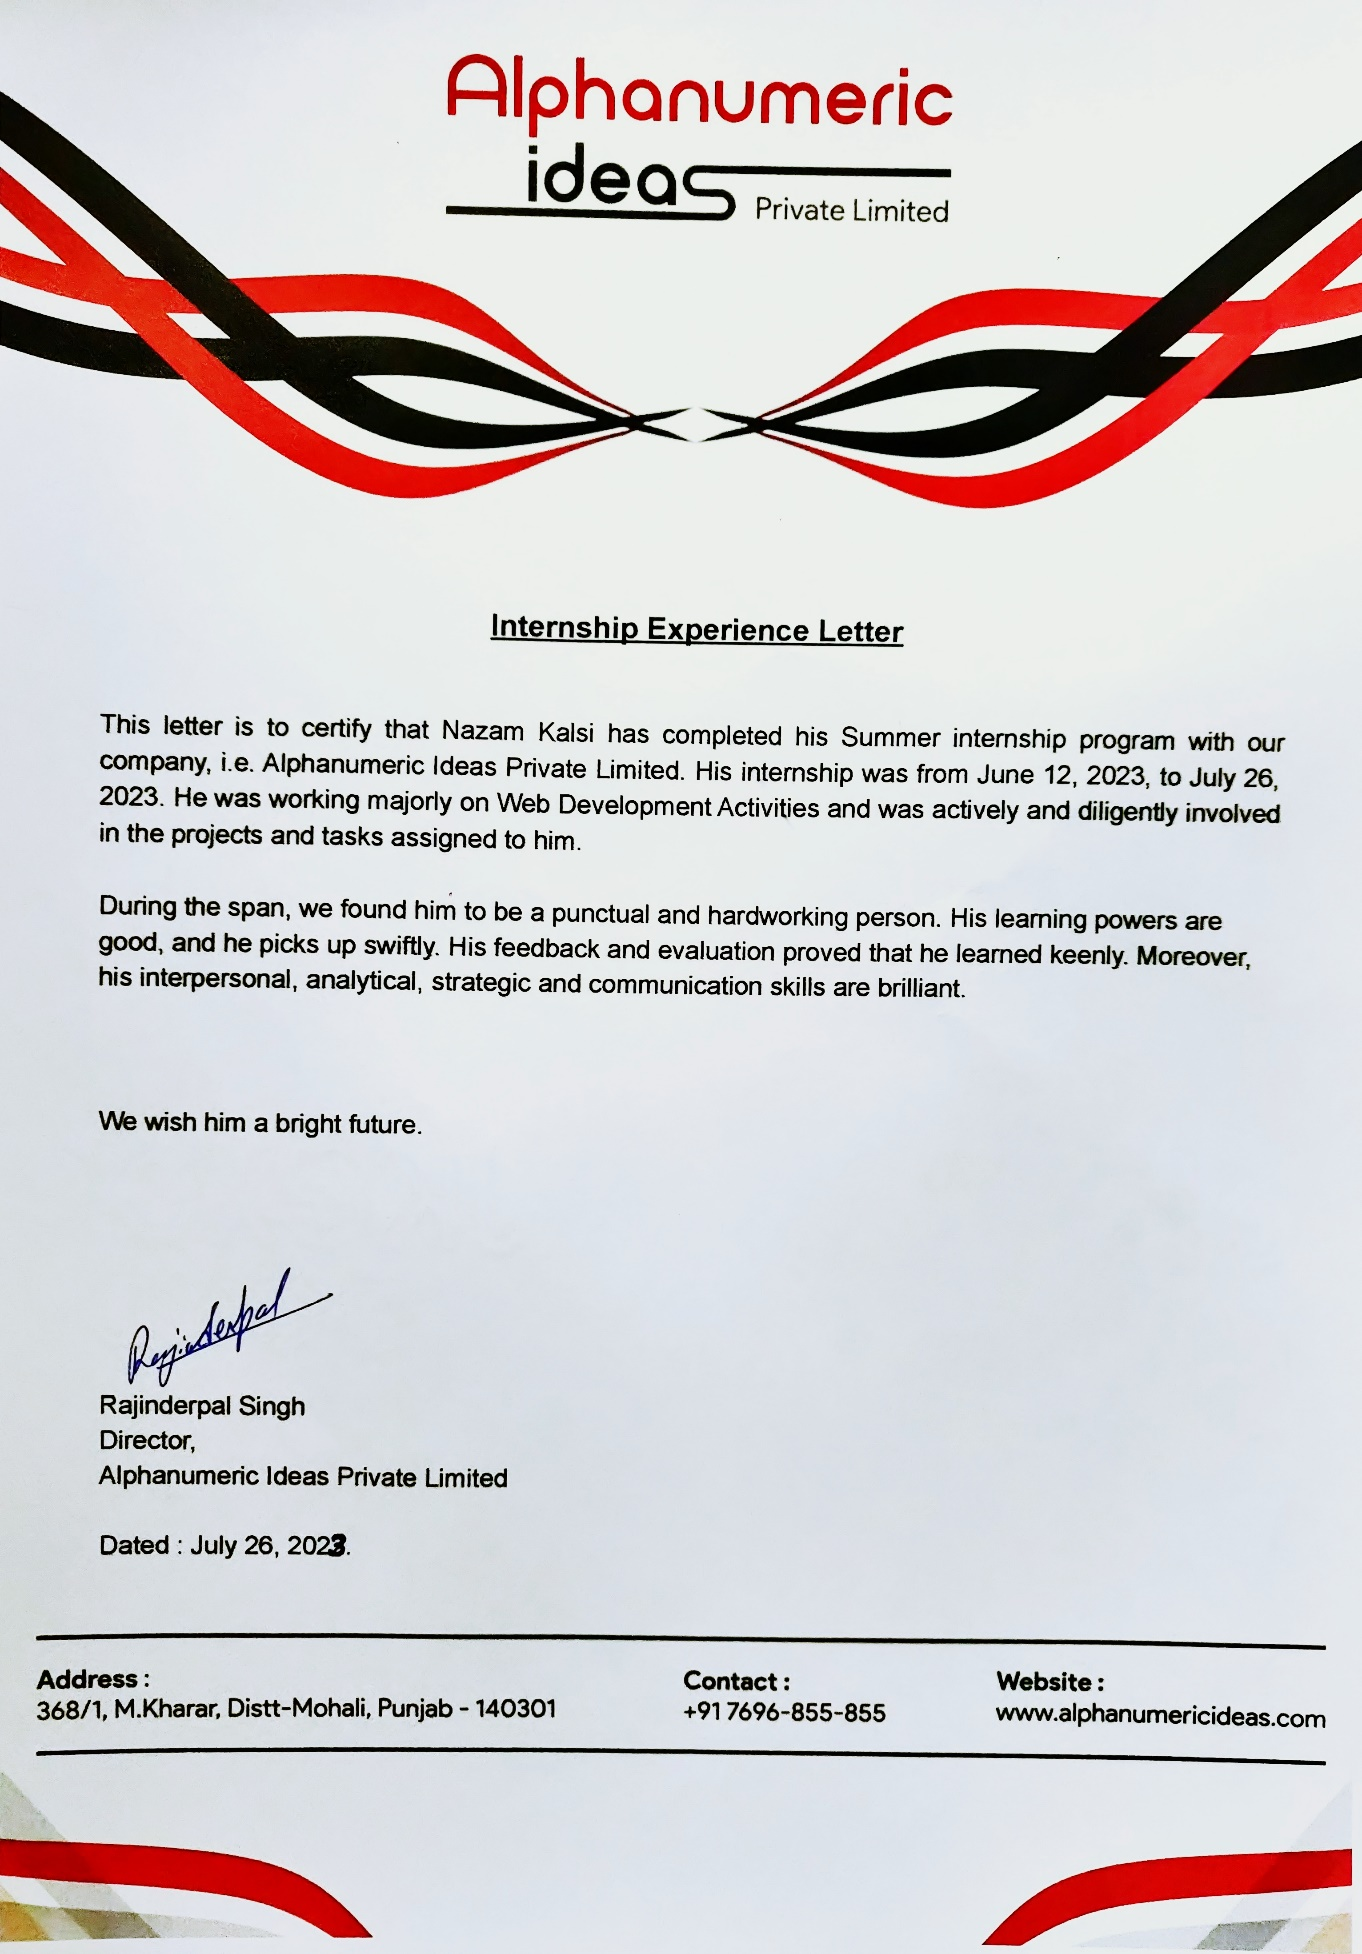 Alphanumeric
ideas
Private Limited
Internship Experience Letter
This letter is to certify that Nazam Kalsi has completed his Summer internship program with our
company, i.e. Alphanumeric Ideas Private Limited. His internship was from June 12, 2023, to July 26,
2023. He was working majorly on Web Development Activities and was actively and diligently involved
in the projects and tasks assigned to him.
During the span, we found him to be a punctual and hardworking person. His learning powers are
good, and he picks up swiftly. His feedback and evaluation proved that he learned keenly. Moreover,
his interpersonal, analytical, strategic and communication skills are brilliant.
We wish him a bright future.
Rajinderpal
Rajinderpal Singh
Director,
Alphanumeric Ideas Private Limited
Dated : July 26, 2023.
Address :
368/1, M.Kharar, Distt-Mohali, Punjab - 140301
Contact :
+91 7696-855-855
Website :
www.alphanumericideas.com